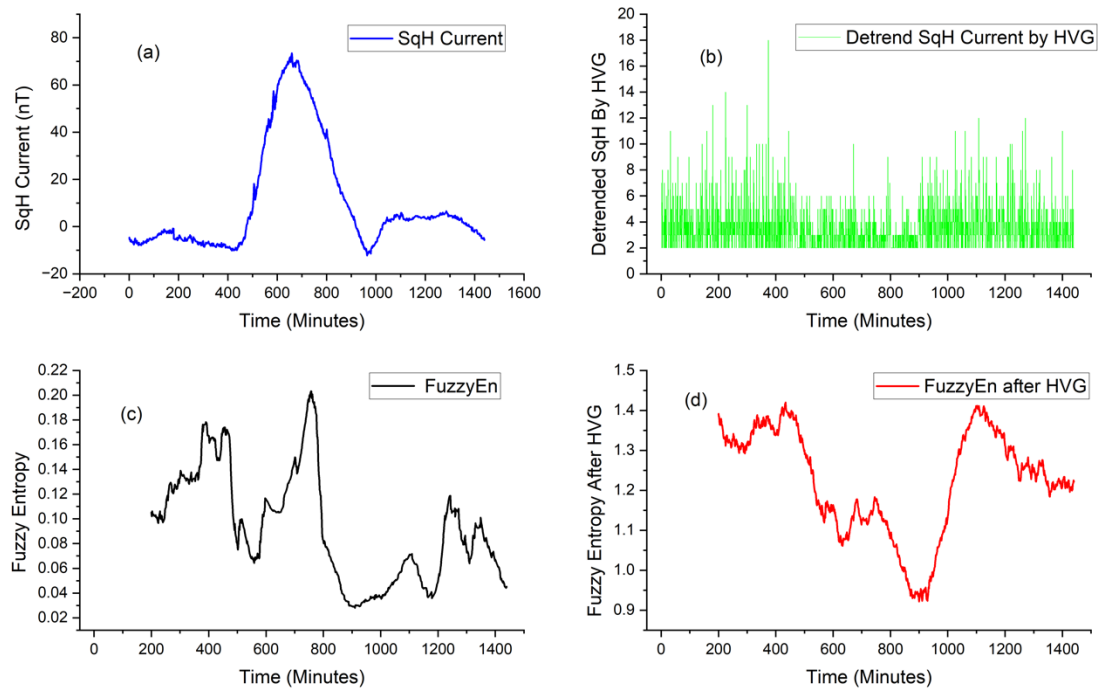 (a)
SqH Current
SqH Current (nT)
80
60
40
20
0
−20
−200 0 200 400 600 800 1000 1200 1400 1600
Time (Minutes)
(b)
Detrend SqH Current by HVG
Detrended SqH By HVG
20
18
16
14
12
10
8
6
4
2
0
0 200 400 600 800 1000 1200 1400
Time (Minutes)
(c)
FuzzyEn
Fuzzy Entropy
0.22
0.20
0.18
0.16
0.14
0.12
0.10
0.08
0.06
0.04
0.02
0 200 400 600 800 1000 1200 1400
Time (Minutes)
(d)
FuzzyEn after HVG
Fuzzy Entropy After HVG
1.5
1.4
1.3
1.2
1.1
1.0
0.9
0 200 400 600 800 1000 1200 1400
Time (Minutes)